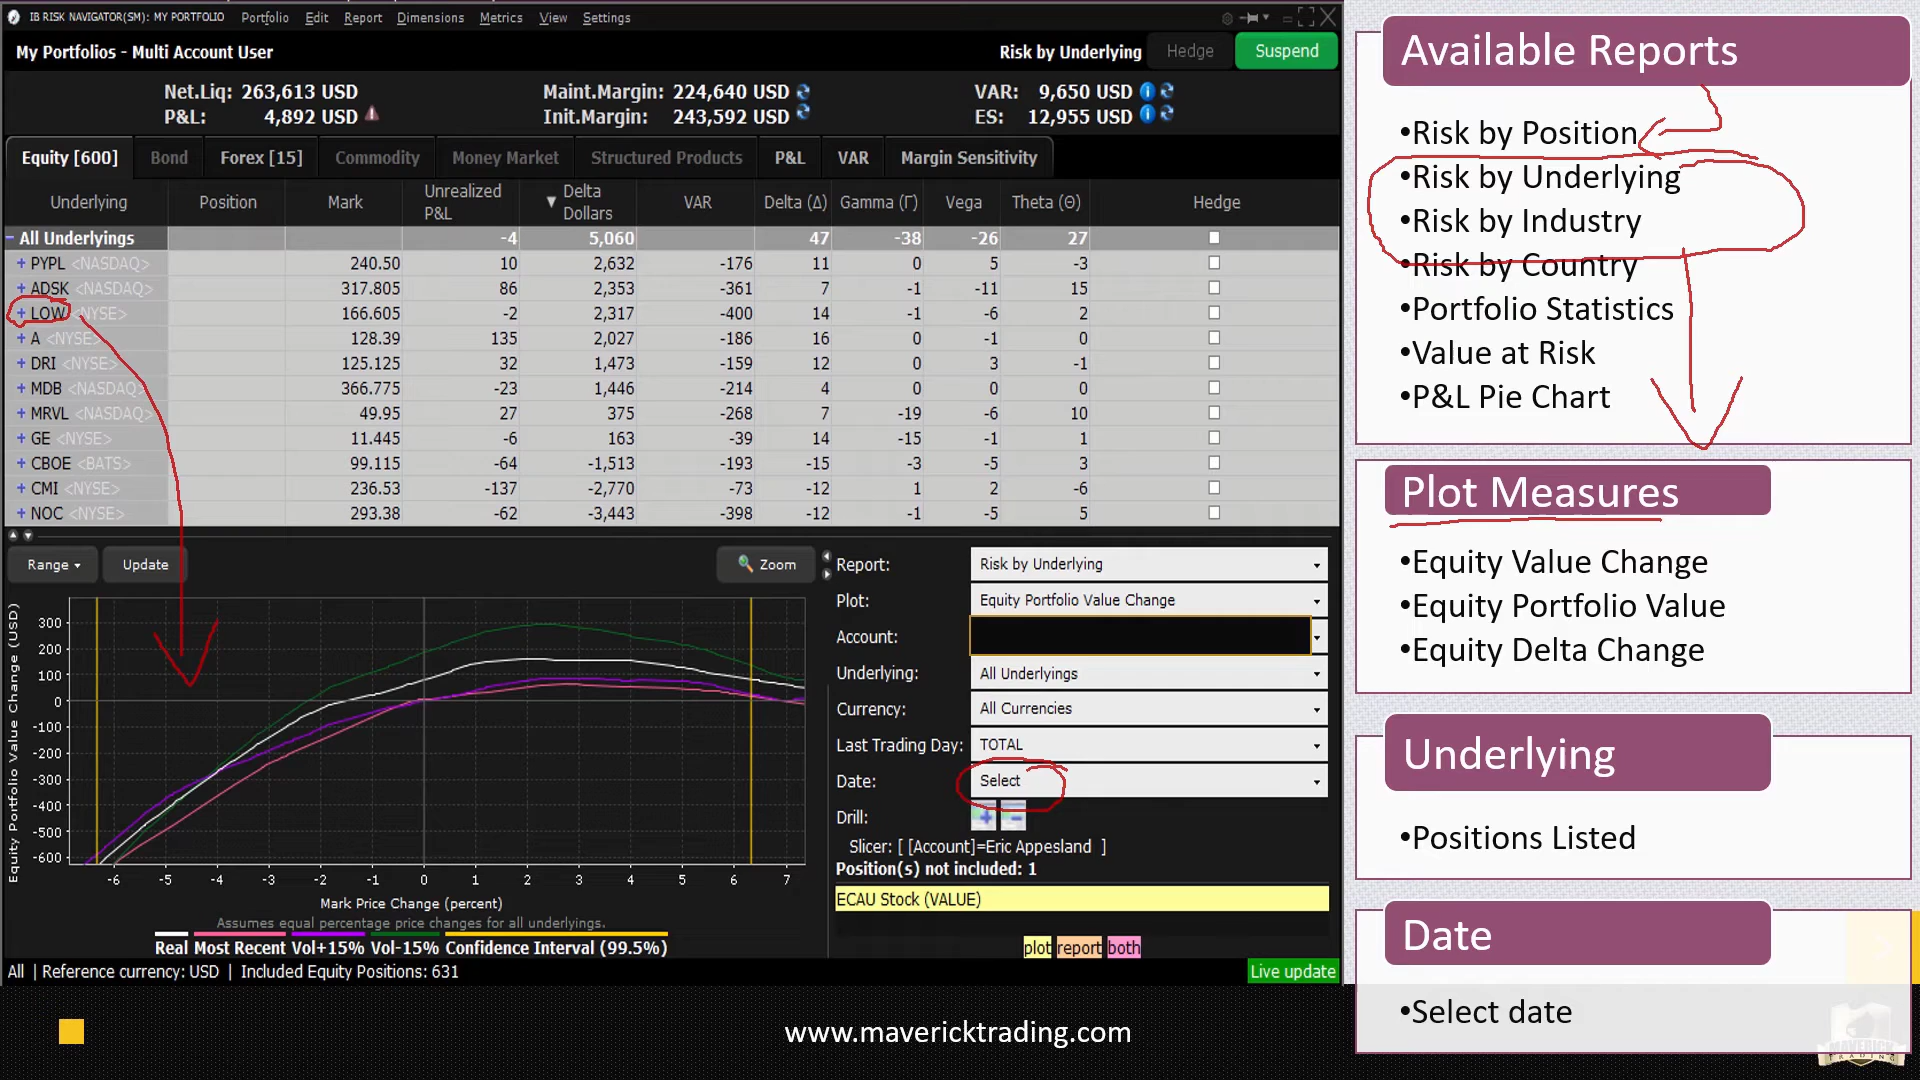 IB RISK NAVIGATOR(SM): MY PORTFOLIO Portfolio Edit Report Dimensions Metrics View Settings
My Portfolios - Multi Account User Risk by Underlying Hedge Suspend
Net.Liq: 263,613 USD Maint.Margin: 224,640 USD VAR: 9,650 USD
P&L: 4,892 USD Init.Margin: 243,592 USD ES: 12,955 USD
Equity [600] Bond Forex [15] Commodity Money Market Structured Products P&L VAR Margin Sensitivity
Underlying Position Mark Unrealized P&L Delta Dollars VAR Delta (Δ) Gamma (Γ) Vega Theta (Θ) Hedge
All Underlyings -4 5,060 47 -38 -26 27
+ PYPL <NASDAQ> 240.50 10 2,632 -176 11 0 5 -3
+ ADSK <NASDAQ> 317.805 86 2,353 -361 7 -1 -11 15
+ LOW <NYSE> 166.605 -2 2,317 -400 14 -1 -6 2
+ A <NYSE> 128.39 135 2,027 -186 16 0 -1 0
+ DRI <NYSE> 125.125 32 1,473 -159 12 0 3 -1
+ MDB <NASDAQ> 366.775 -23 1,446 -214 4 0 0 0
+ MRVL <NASDAQ> 49.95 27 375 -268 7 -19 -6 10
+ GE <NYSE> 11.445 -6 163 -39 14 -15 -1 1
+ CBOE <BATS> 99.115 -64 -1,513 -193 -15 -3 -5 3
+ CMI <NYSE> 236.53 -137 -2,770 -73 -12 1 2 -6
+ NOC <NYSE> 293.38 -62 -3,443 -398 -12 -1 -5 5
Range Update Zoom
Equity Portfolio Value Change (USD)
300
200
100
0
-100
-200
-300
-400
-500
-600
-6 -5 -4 -3 -2 -1 0 1 2 3 4 5 6 7
Mark Price Change (percent)
Assumes equal percentage price changes for all underlyings.
Real Most Recent Vol+15% Vol-15% Confidence Interval (99.5%)
Report: Risk by Underlying
Plot: Equity Portfolio Value Change
Account:
Underlying: All Underlyings
Currency: All Currencies
Last Trading Day: TOTAL
Date: Select
Drill: + -
Slicer: [ [Account]=Eric Appesland ]
Position(s) not included: 1
ECAU Stock (VALUE)
plot report both
All | Reference currency: USD | Included Equity Positions: 631 Live update
Available Reports
•Risk by Position
•Risk by Underlying
•Risk by Industry
•Risk by Country
•Portfolio Statistics
•Value at Risk
•P&L Pie Chart
Plot Measures
•Equity Value Change
•Equity Portfolio Value
•Equity Delta Change
Underlying
•Positions Listed
Date
•Select date
www.mavericktrading.com
MAVERICK
TRADING